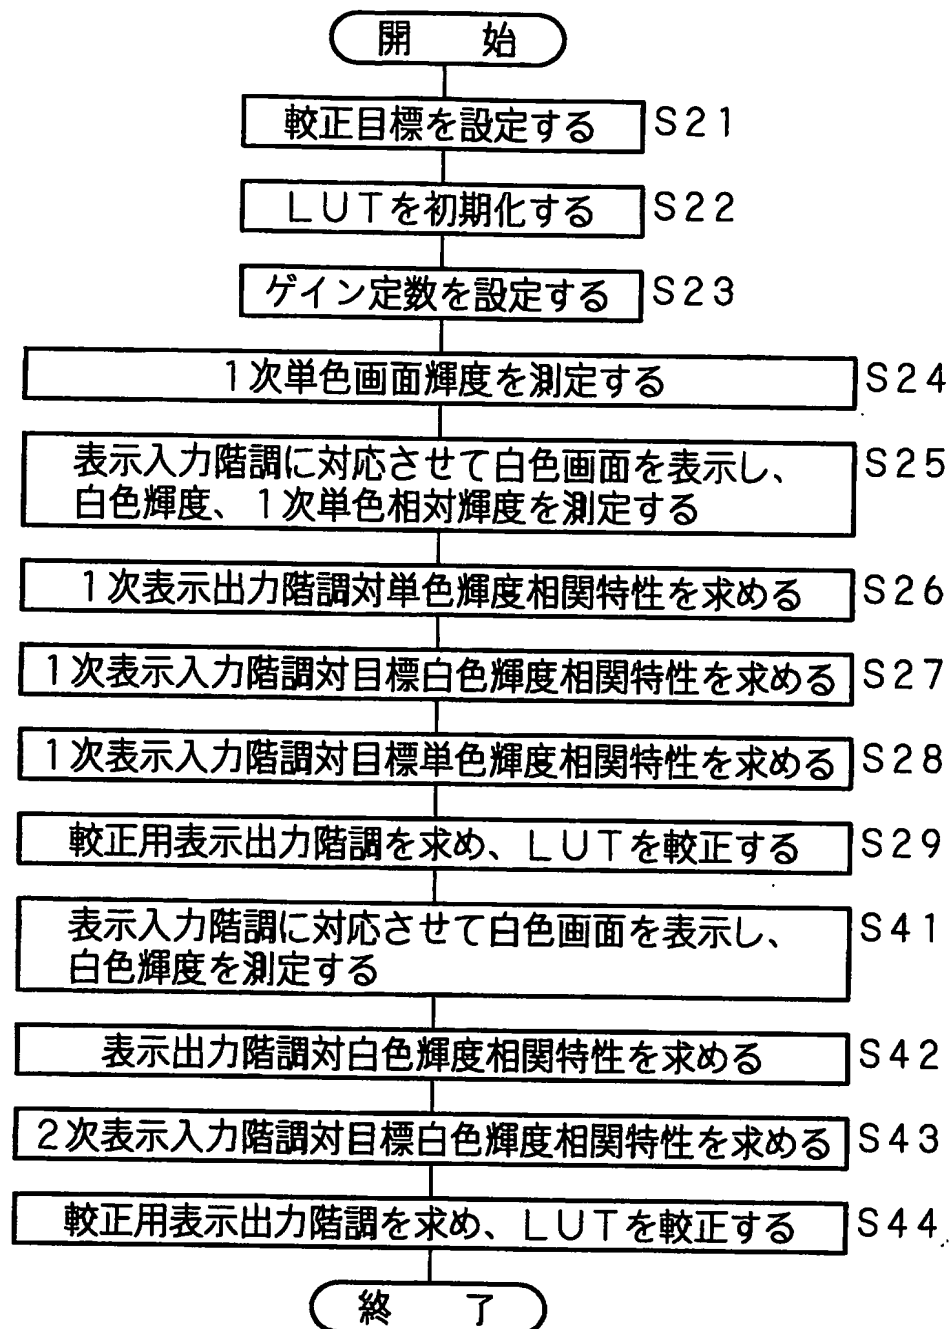 開　始
較正目標を設定する S21
LUTを初期化する S22
ゲイン定数を設定する S23
1次単色画面輝度を測定する S24
表示入力階調に対応させて白色画面を表示し、 S25
白色輝度、1次単色相対輝度を測定する
1次表示出力階調対単色輝度相関特性を求める S26
1次表示入力階調対目標白色輝度相関特性を求める S27
1次表示入力階調対目標単色輝度相関特性を求める S28
較正用表示出力階調を求め、LUTを較正する S29
表示入力階調に対応させて白色画面を表示し、 S41
白色輝度を測定する
表示出力階調対白色輝度相関特性を求める S42
2次表示入力階調対目標白色輝度相関特性を求める S43
較正用表示出力階調を求め、LUTを較正する S44
終　了